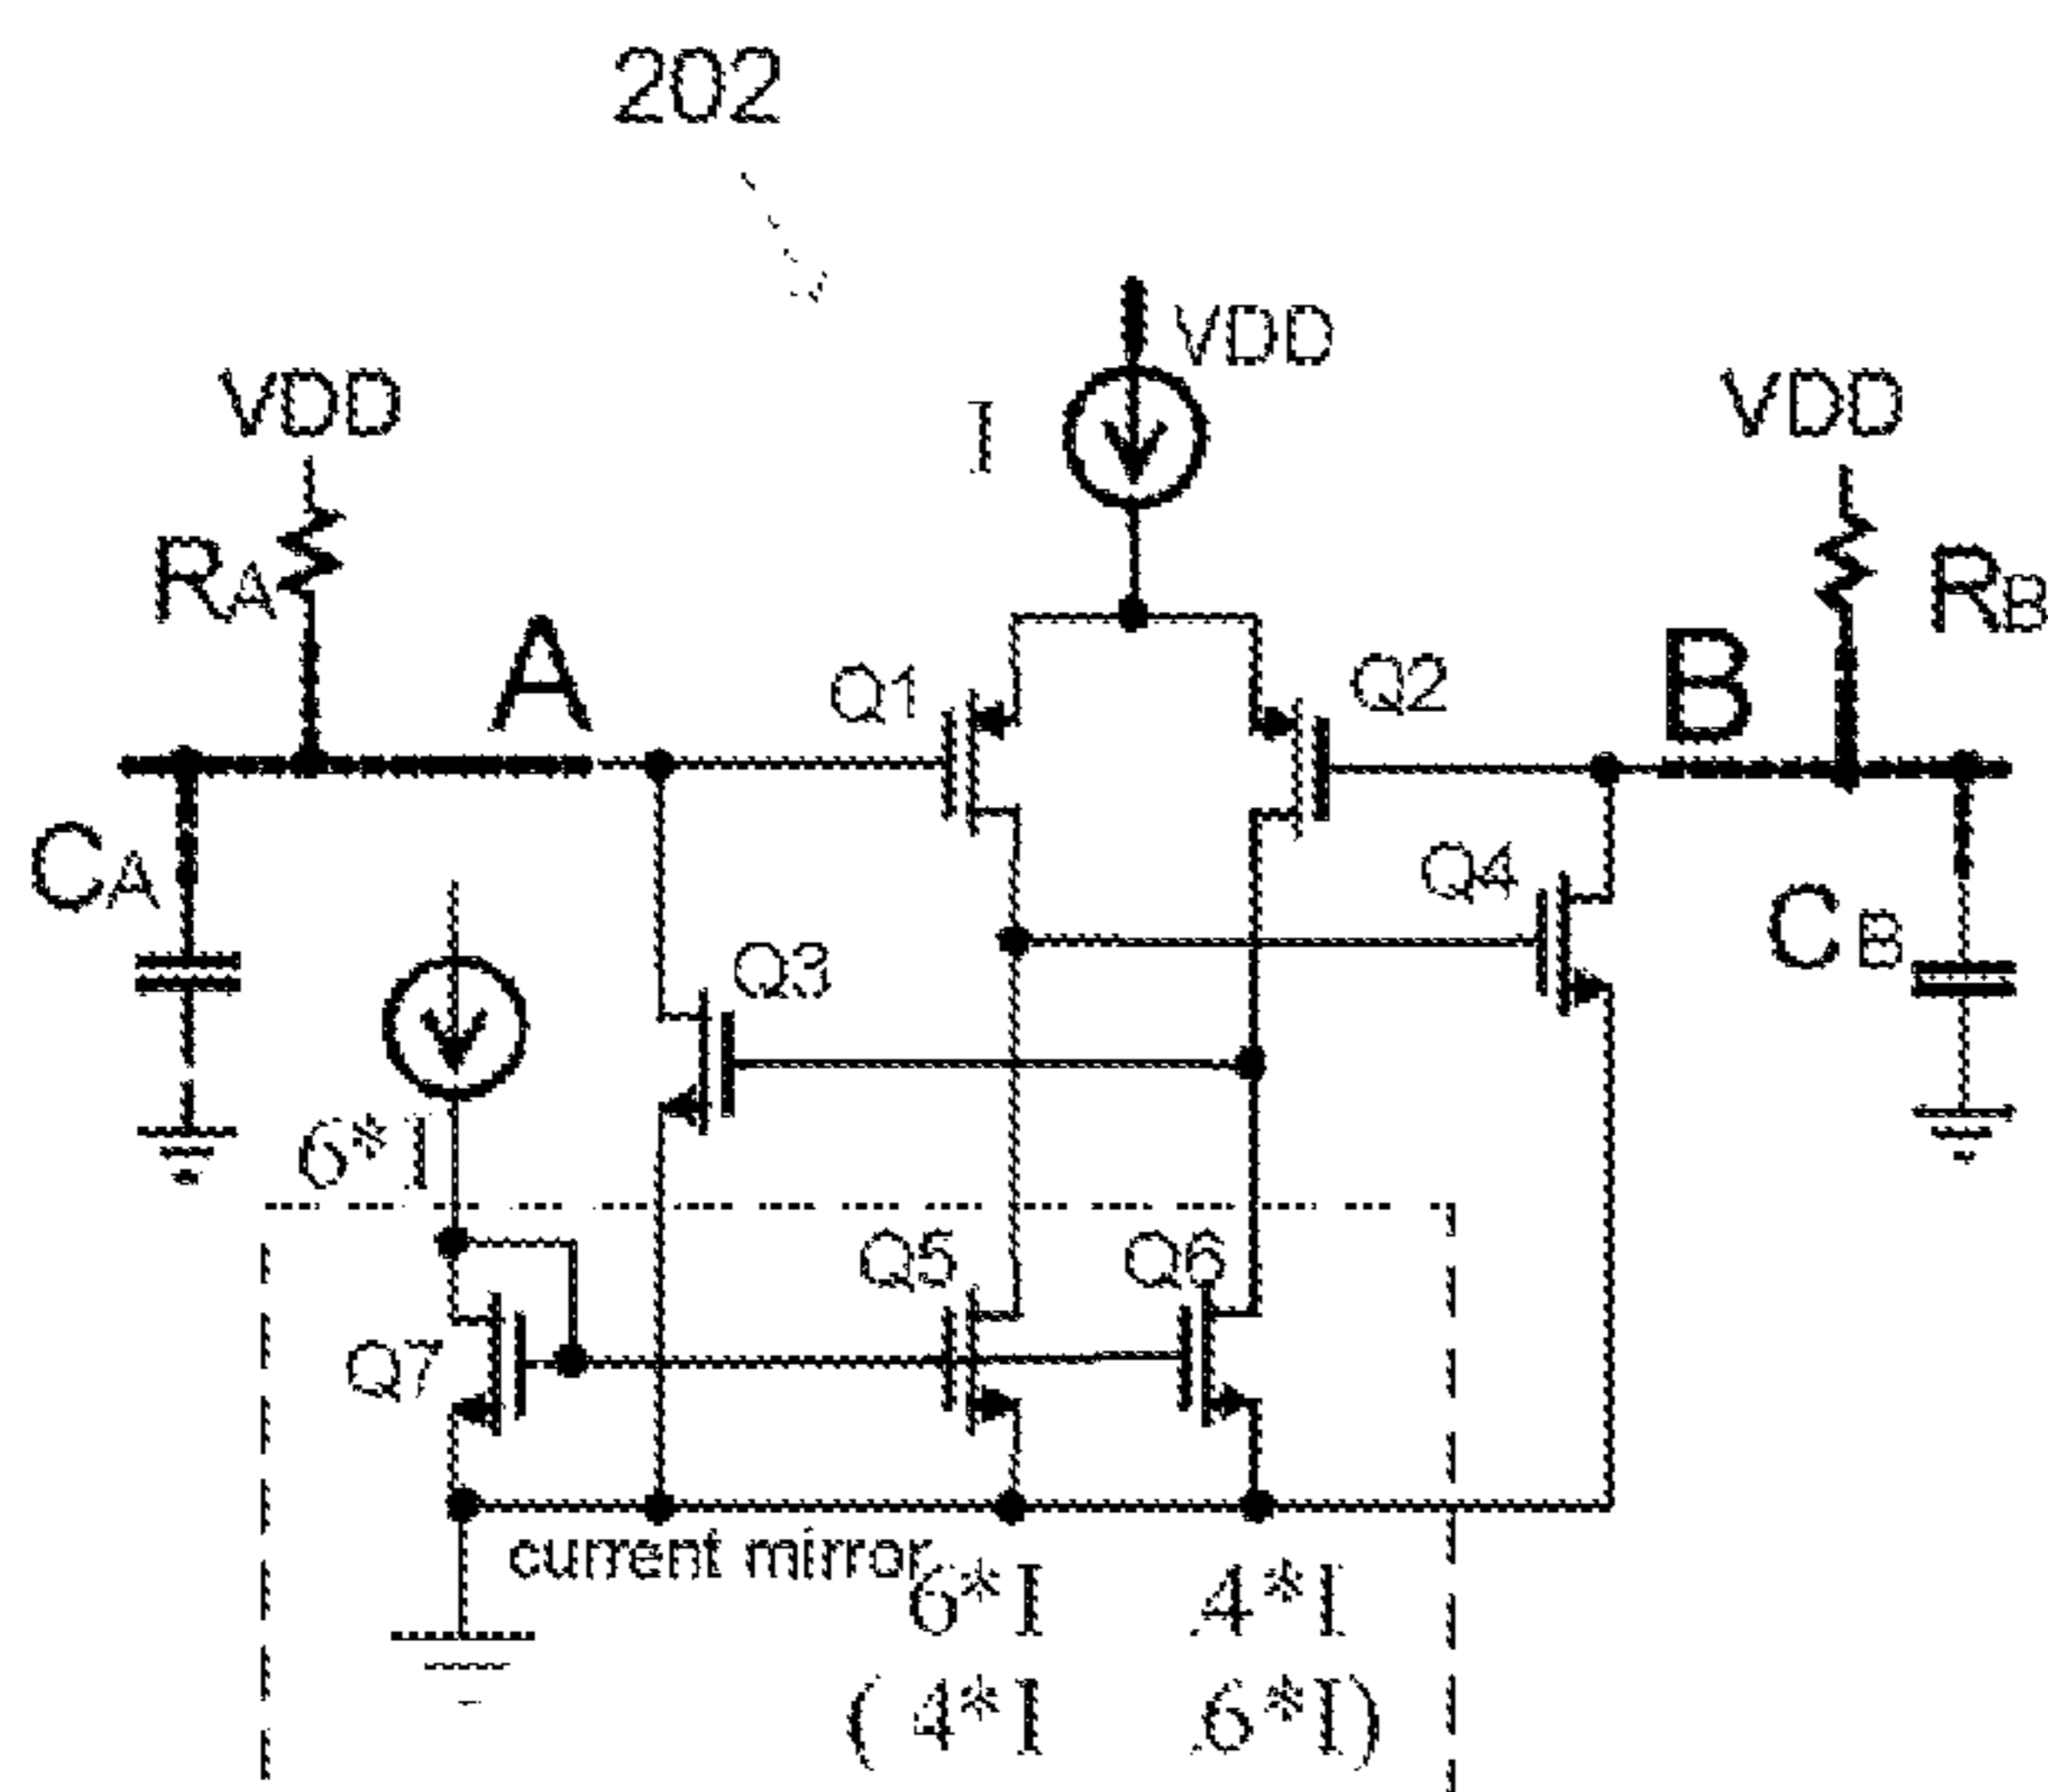 202
VDD
VDD
VDD
I
RA
RB
A
B
Q1
Q2
CA
Q4
CB
Q3
6*I
Q5
Q6
Q7
current mirror
6*I .4*I
( 4*I .6*I)